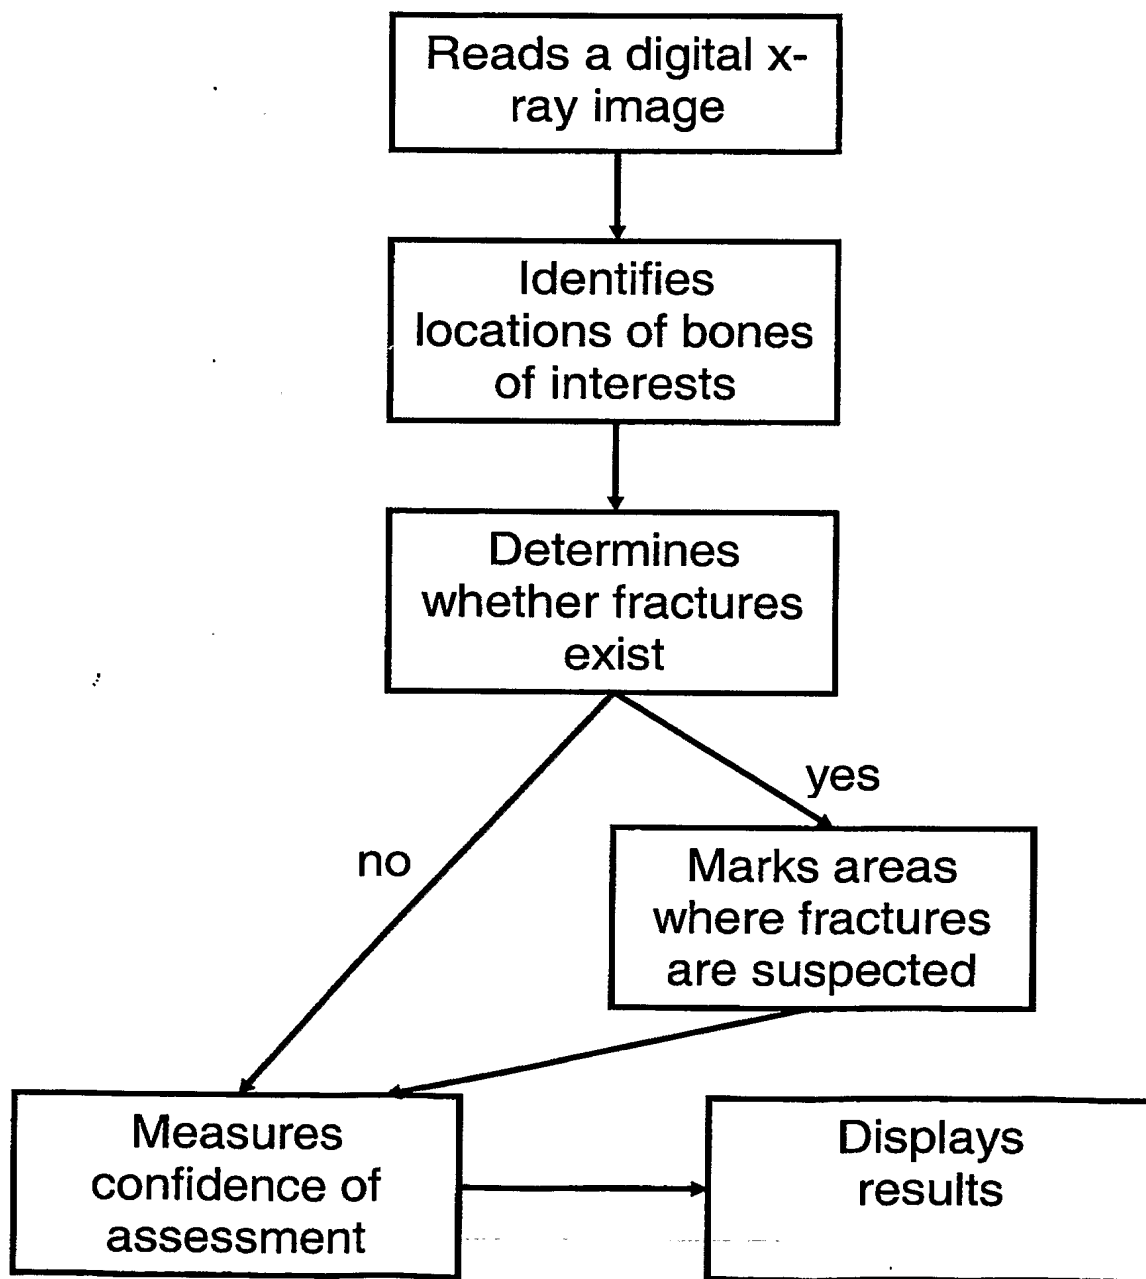 Reads a digital x-
ray image
Identifies
locations of bones
of interests
Determines
whether fractures
exist
yes
no
Marks areas
where fractures
are suspected
Measures
confidence of
assessment
Displays
results